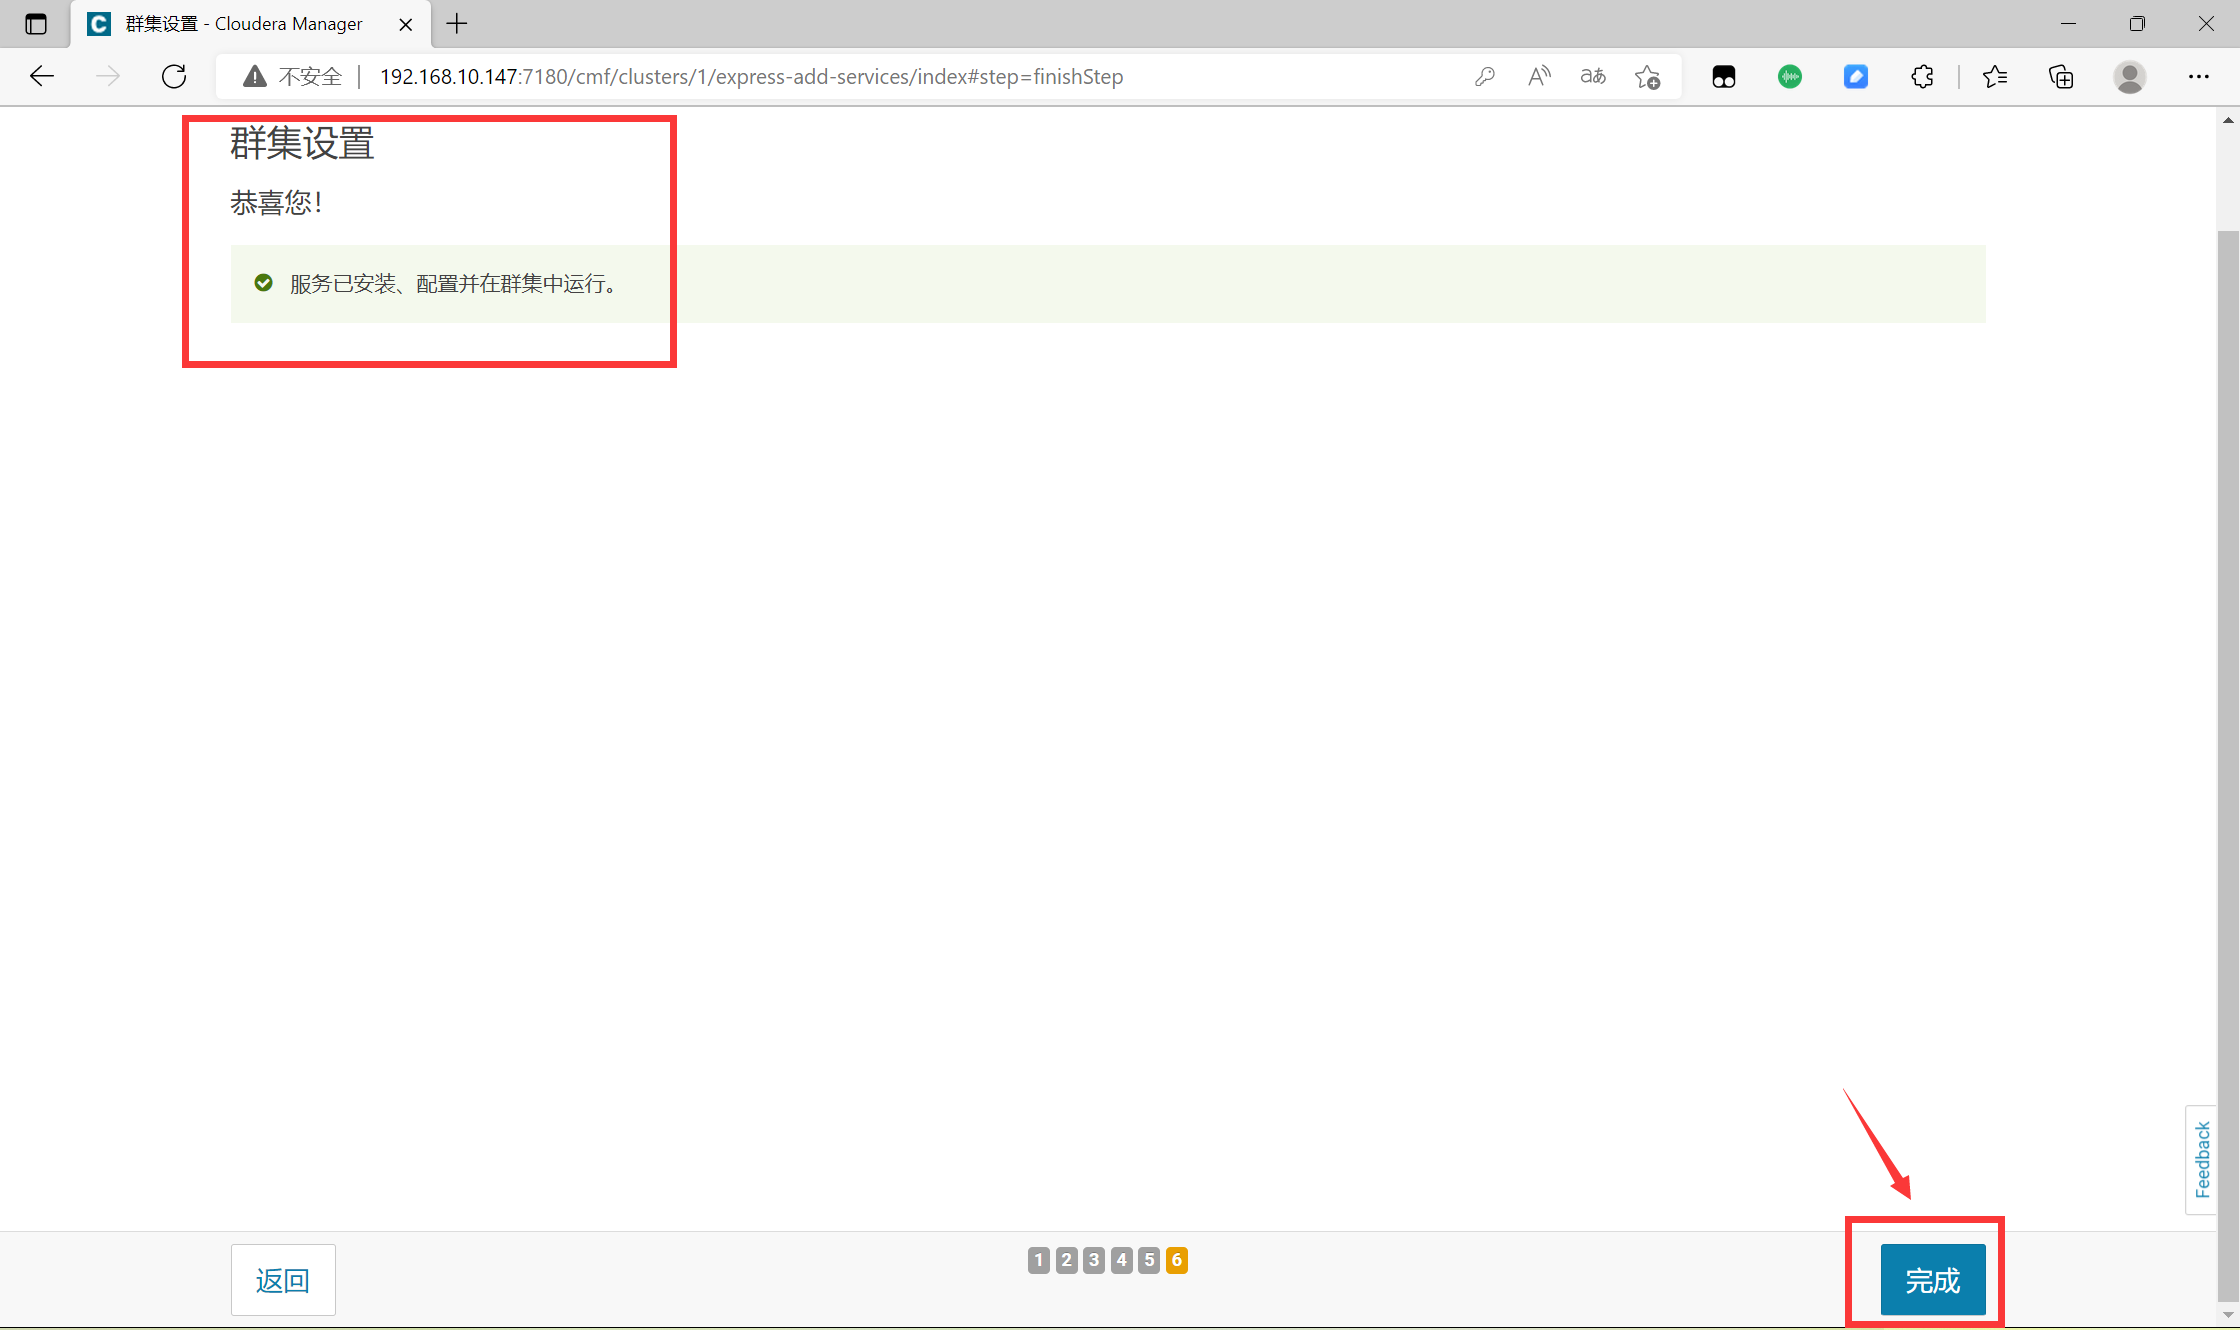 群集设置 - Cloudera Manager
不安全 | 192.168.10.147:7180/cmf/clusters/1/express-add-services/index#step=finishStep
群集设置
恭喜您！
服务已安装、配置并在群集中运行。
Feedback
返回
1 2 3 4 5 6
完成